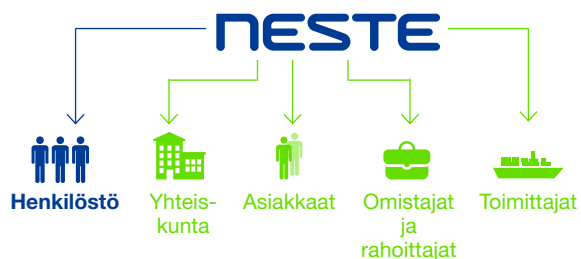 NESTE
Henkilöstö
Yhteis-
kunta
Asiakkaat
Omistajat
ja
rahoittajat
Toimittajat